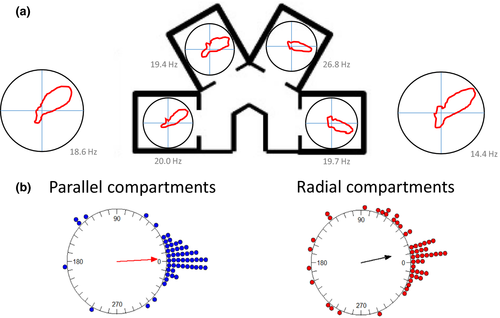 (a)
19.4 Hz
26.8 Hz
18.6 Hz
20.0 Hz
19.7 Hz
14.4 Hz
(b)
Parallel compartments
Radial compartments
90
180
0
270
90
180
0
270